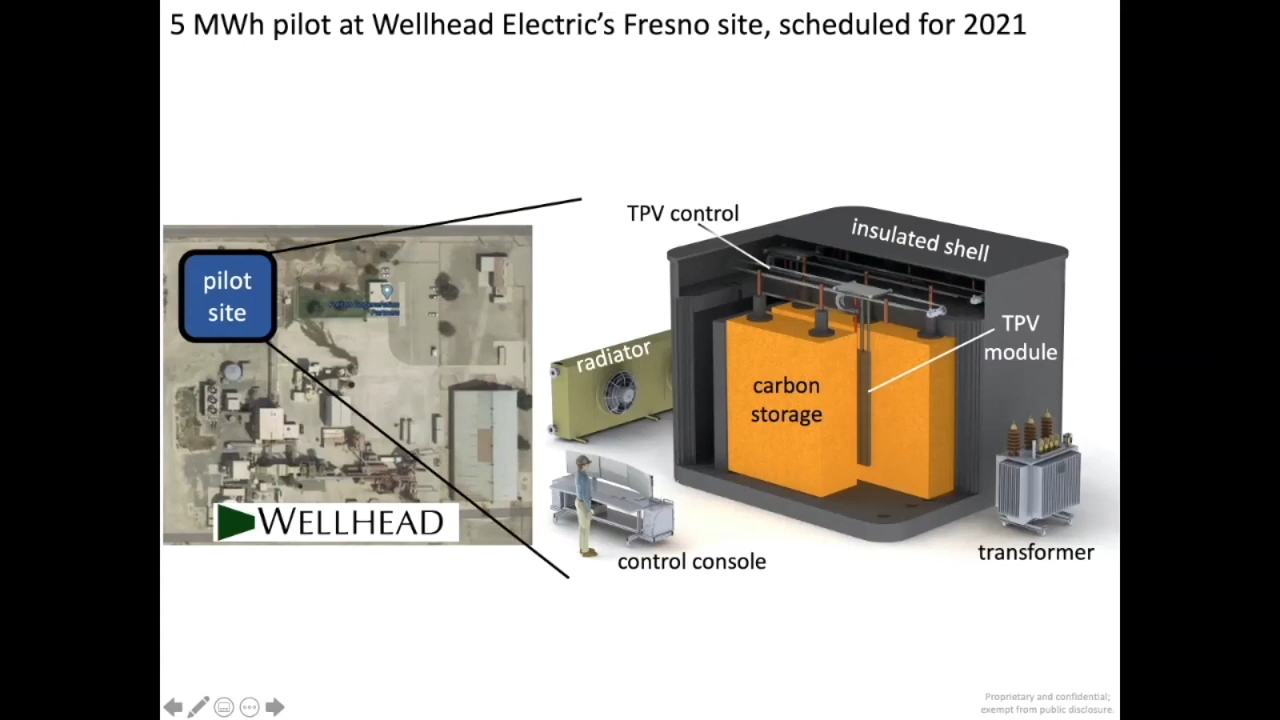 5 MWh pilot at Wellhead Electric's Fresno site, scheduled for 2021
pilot
site
WELLHEAD
TPV control
insulated shell
radiator
TPV
module
carbon
storage
control console
transformer
Proprietary and confidential;
exempt from public disclosure.